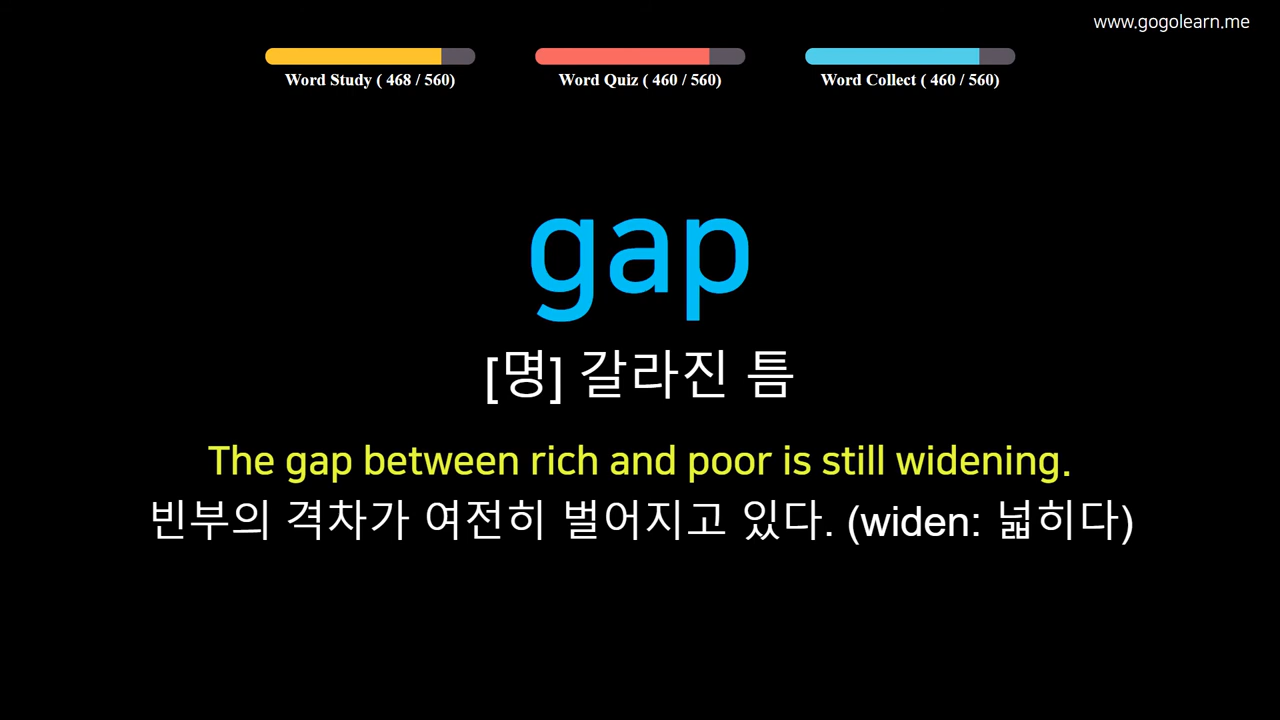 www.gogolearn.me
Word Study ( 468 / 560)
Word Quiz ( 460 / 560)
Word Collect ( 460 / 560)
gap
[명] 갈라진 틈
The gap between rich and poor is still widening.
빈부의 격차가 여전히 벌어지고 있다. (widen: 넓히다)